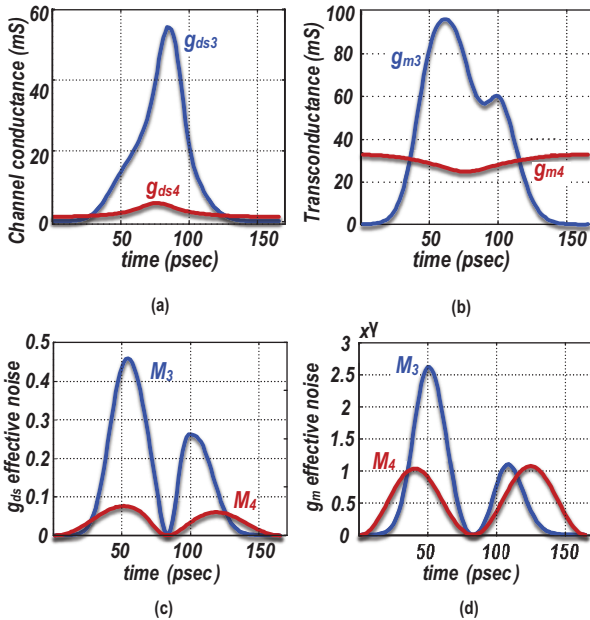 (a)
Channel conductance (mS)
60
40
20
0
gds3
gds4
50 100 150
time (psec)
(a)
Transconductance (mS)
100
80
60
40
20
0
gm3
gm4
50 100 150
time (psec)
(b)
gds effective noise
0.5
0.4
0.3
0.2
0.1
0
M3
M4
50 100 150
time (psec)
(c)
xγ
gm effective noise
3
2.5
2
1.5
1
0.5
0
M3
M4
50 100 150
time (psec)
(d)